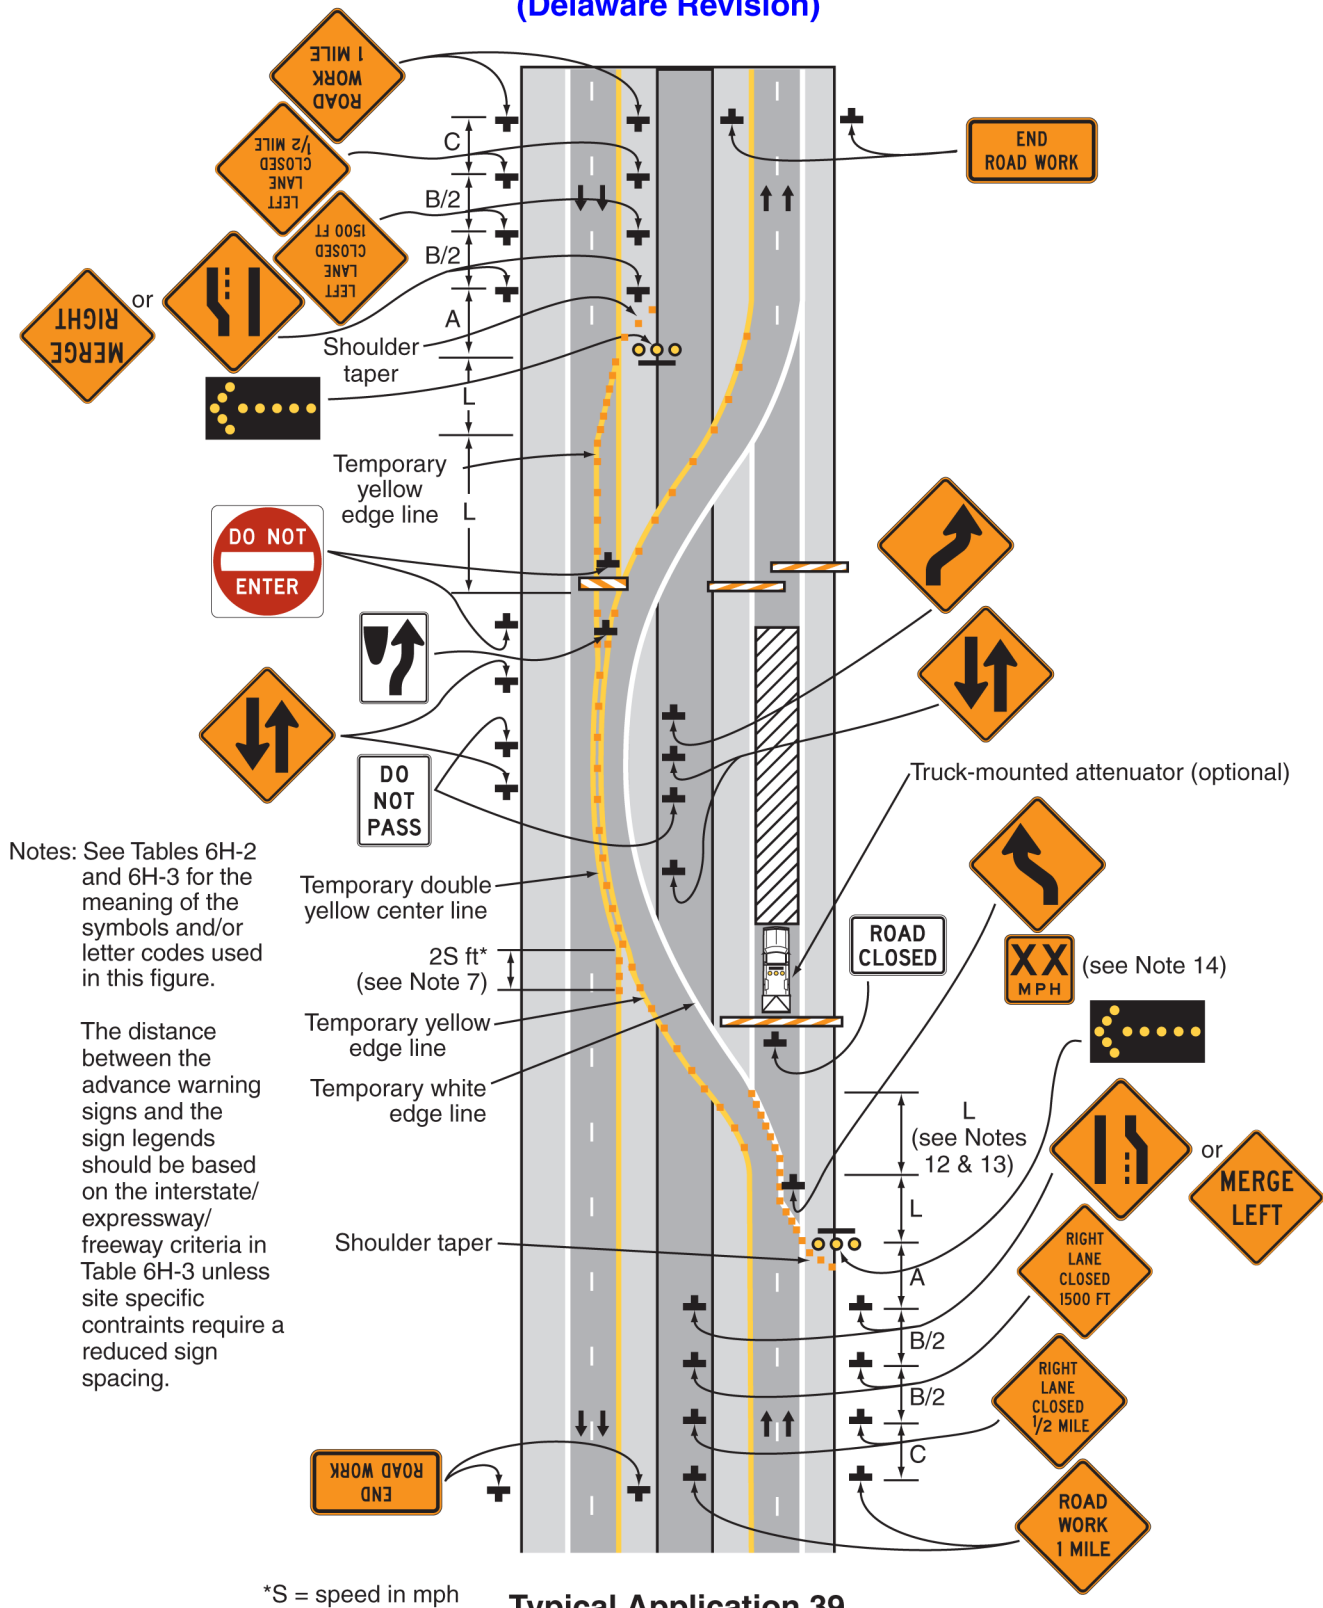 (Delaware Revision)
ROAD
WORK
1 MILE
LEFT
LANE
CLOSED
1/2 MILE
LEFT
LANE
CLOSED
1500 FT
MERGE
RIGHT
or
C
B/2
B/2
A
L
L
END
ROAD WORK
Shoulder
taper
Temporary
yellow
edge line
DO NOT
ENTER
DO
NOT
PASS
Truck-mounted attenuator (optional)
Notes: See Tables 6H-2
and 6H-3 for the
meaning of the
symbols and/or
letter codes used
in this figure.
The distance
between the
advance warning
signs and the
sign legends
should be based
on the interstate/
expressway/
freeway criteria in
Table 6H-3 unless
site specific
contraints require a
reduced sign
spacing.
Temporary double
yellow center line
2S ft*
(see Note 7)
Temporary yellow
edge line
Temporary white
edge line
ROAD
CLOSED
XX
MPH
(see Note 14)
L
(see Notes
12 & 13)
L
A
B/2
B/2
C
or
MERGE
LEFT
Shoulder taper
RIGHT
LANE
CLOSED
1500 FT
RIGHT
LANE
CLOSED
1/2 MILE
END
ROAD WORK
ROAD
WORK
1 MILE
*S = speed in mph
Typical Application 39